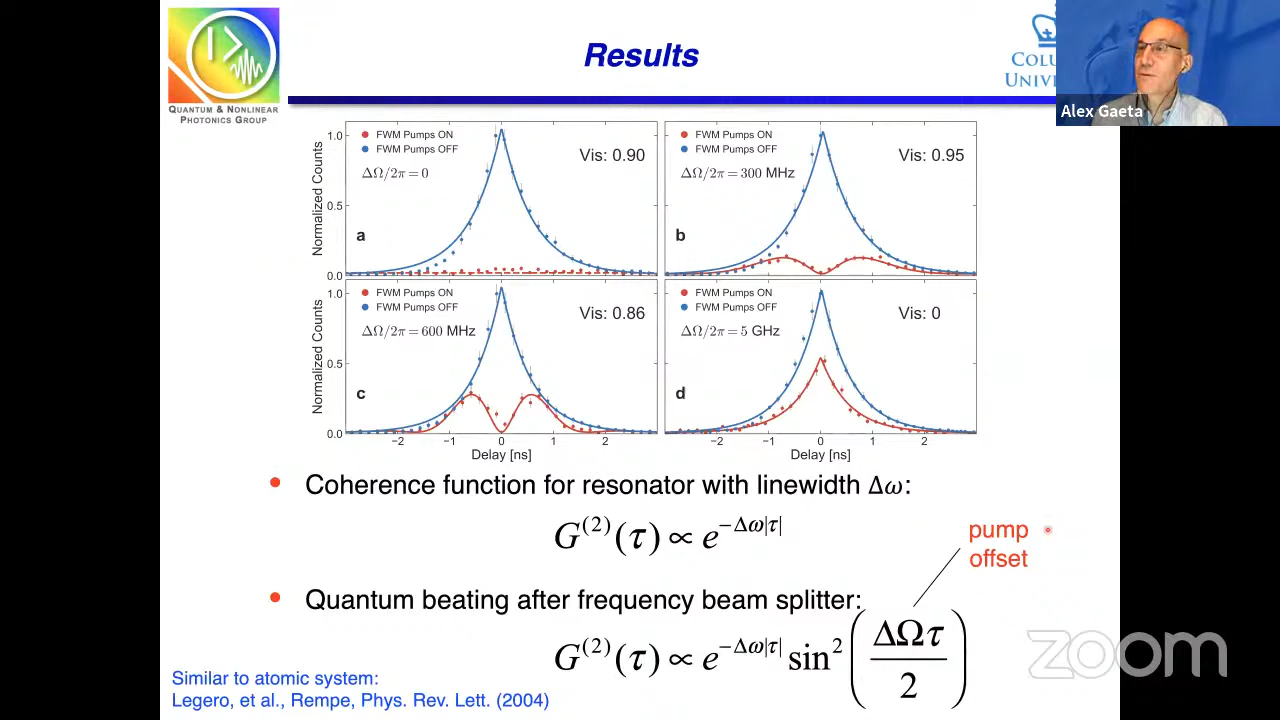 Results
QUANTUM & NONLINEAR
PHOTONICS GROUP
Alex Gaeta
Normalized Counts
1.0
0.5
0.0
FWM Pumps ON
FWM Pumps OFF
ΔΩ/2π = 0
Vis: 0.90
a
FWM Pumps ON
FWM Pumps OFF
ΔΩ/2π = 300 MHz
Vis: 0.95
b
Normalized Counts
1.0
0.5
0.0
FWM Pumps ON
FWM Pumps OFF
ΔΩ/2π = 600 MHz
Vis: 0.86
c
−2 −1 0 1 2
Delay [ns]
FWM Pumps ON
FWM Pumps OFF
ΔΩ/2π = 5 GHz
Vis: 0
d
−2 −1 0 1 2
Delay [ns]
• Coherence function for resonator with linewidth Δω:
G^(2)(τ) ∝ e^−Δω|τ|
pump
offset
• Quantum beating after frequency beam splitter:
G^(2)(τ) ∝ e^−Δω|τ| sin²(ΔΩτ/2)
Similar to atomic system:
Legero, et al., Rempe, Phys. Rev. Lett. (2004)
zoom